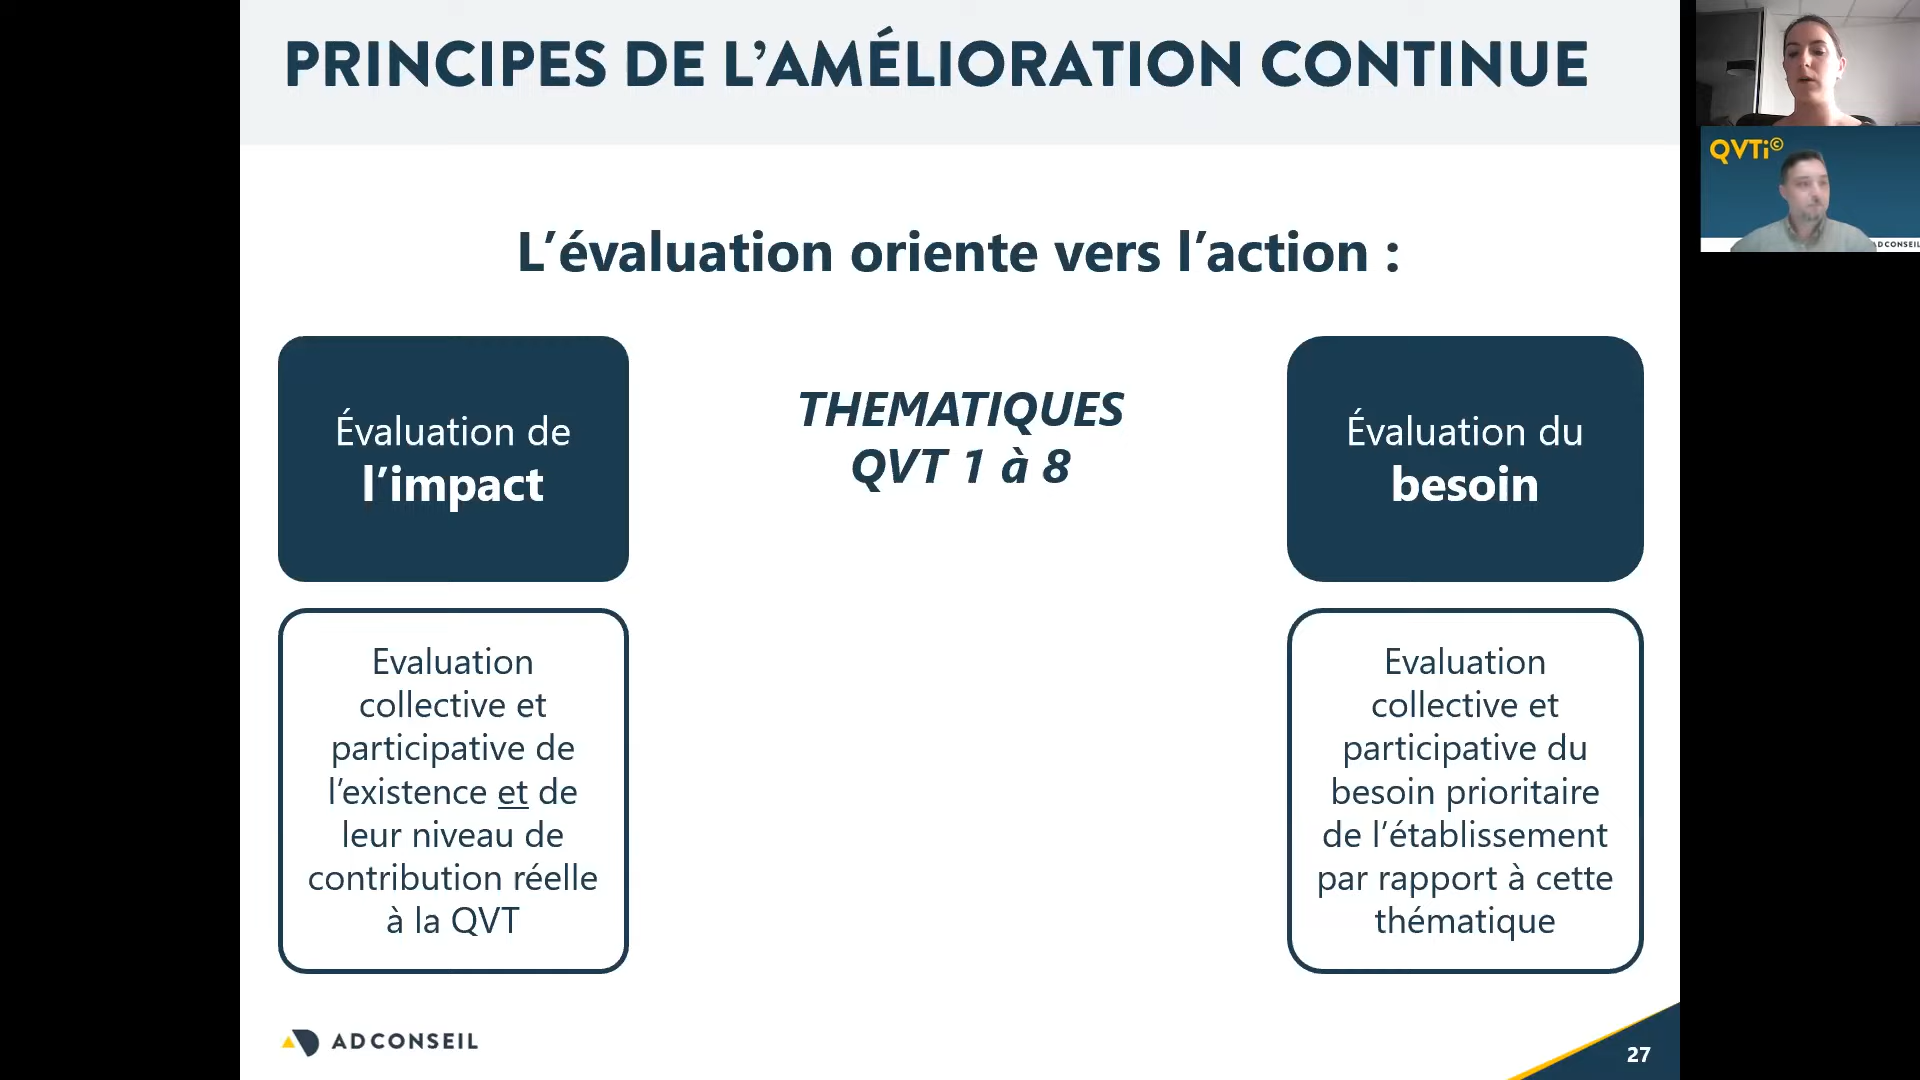 PRINCIPES DE L’AMÉLIORATION CONTINUE
L’évaluation oriente vers l’action :
Évaluation de
l’impact
THEMATIQUES
QVT 1 à 8
Évaluation du
besoin
Evaluation
collective et
participative de
l’existence et de
leur niveau de
contribution réelle
à la QVT
Evaluation
collective et
participative du
besoin prioritaire
de l’établissement
par rapport à cette
thématique
ADCONSEIL
27
QVTi©
ADCONSEIL